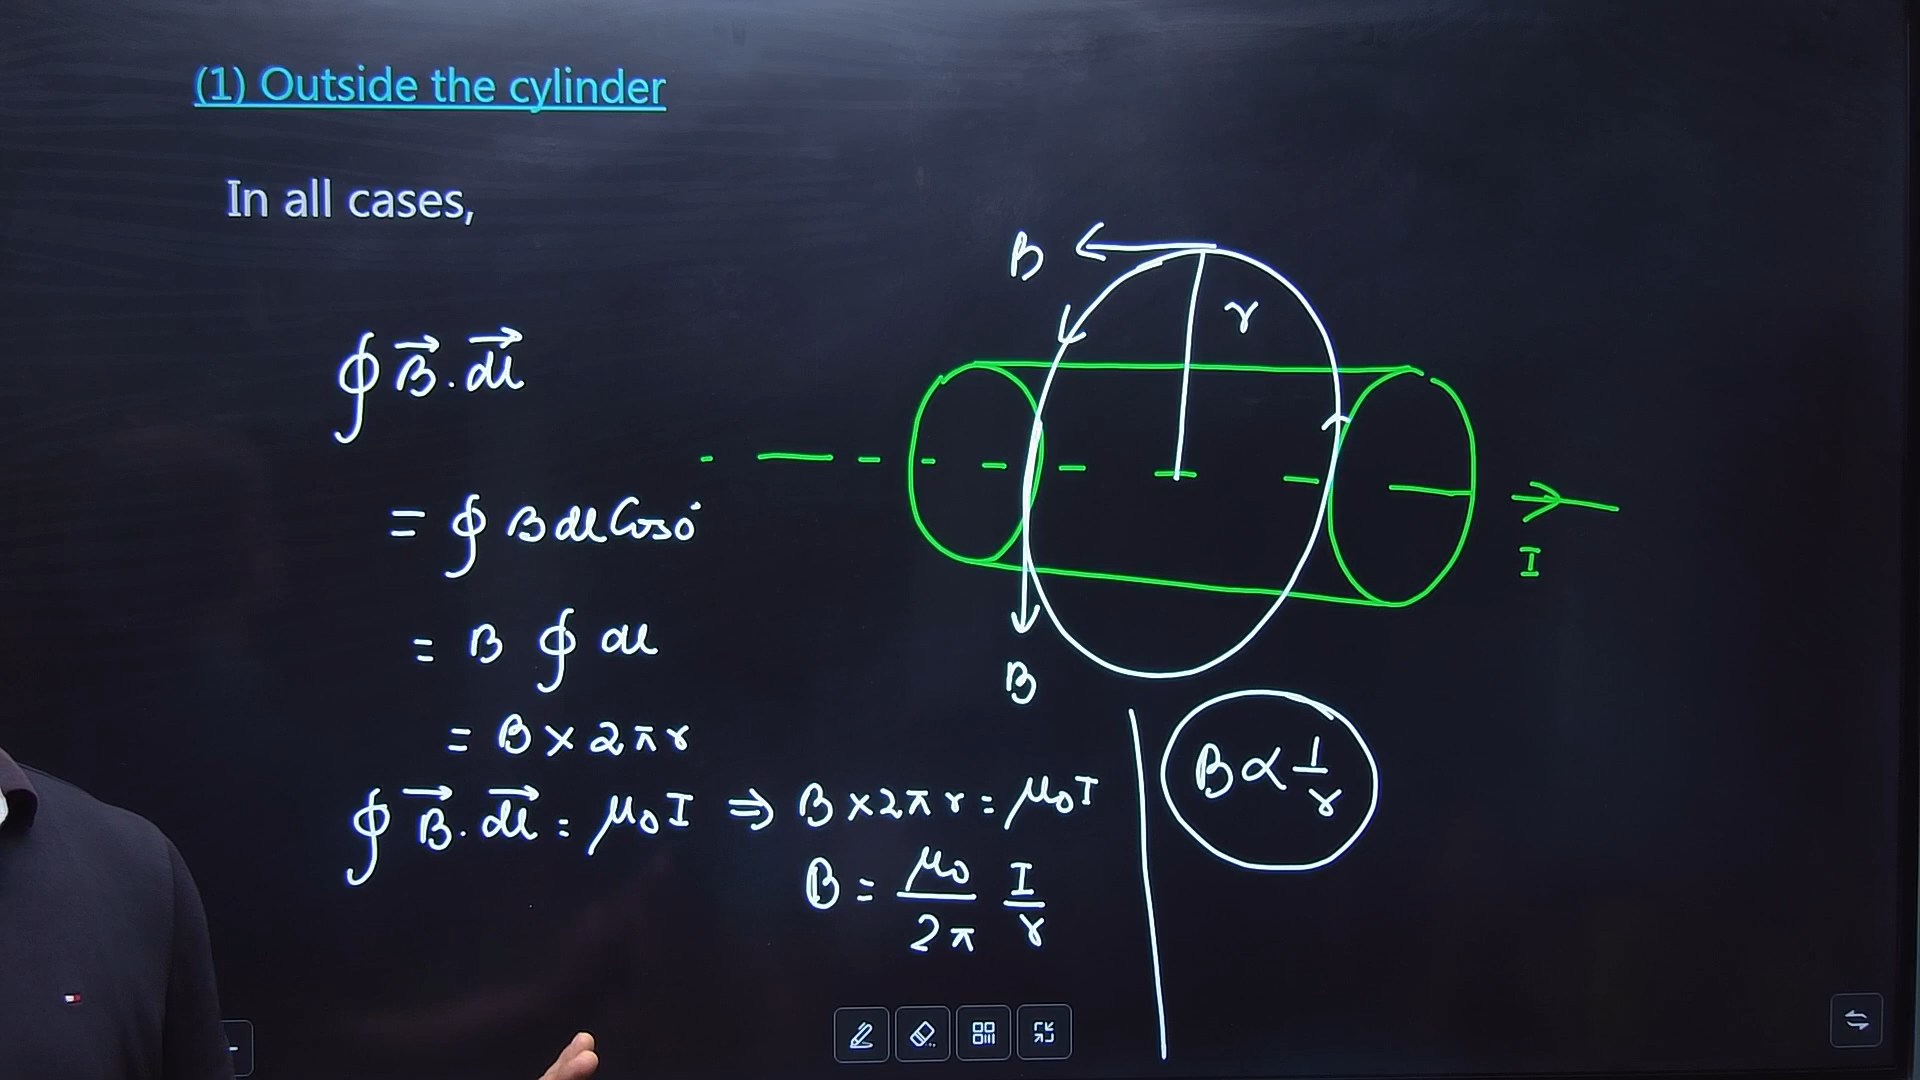 (1) Outside the cylinder
In all cases,
B
r
∮ B⃗ . dl⃗
= ∮ B dl Cos0°
I
= B ∮ dl
B
= B × 2πr
B ∝ 1/r
∮ B⃗ . dl⃗ = μ₀I ⇒ B × 2πr = μ₀I
B = μ₀/2π I/r